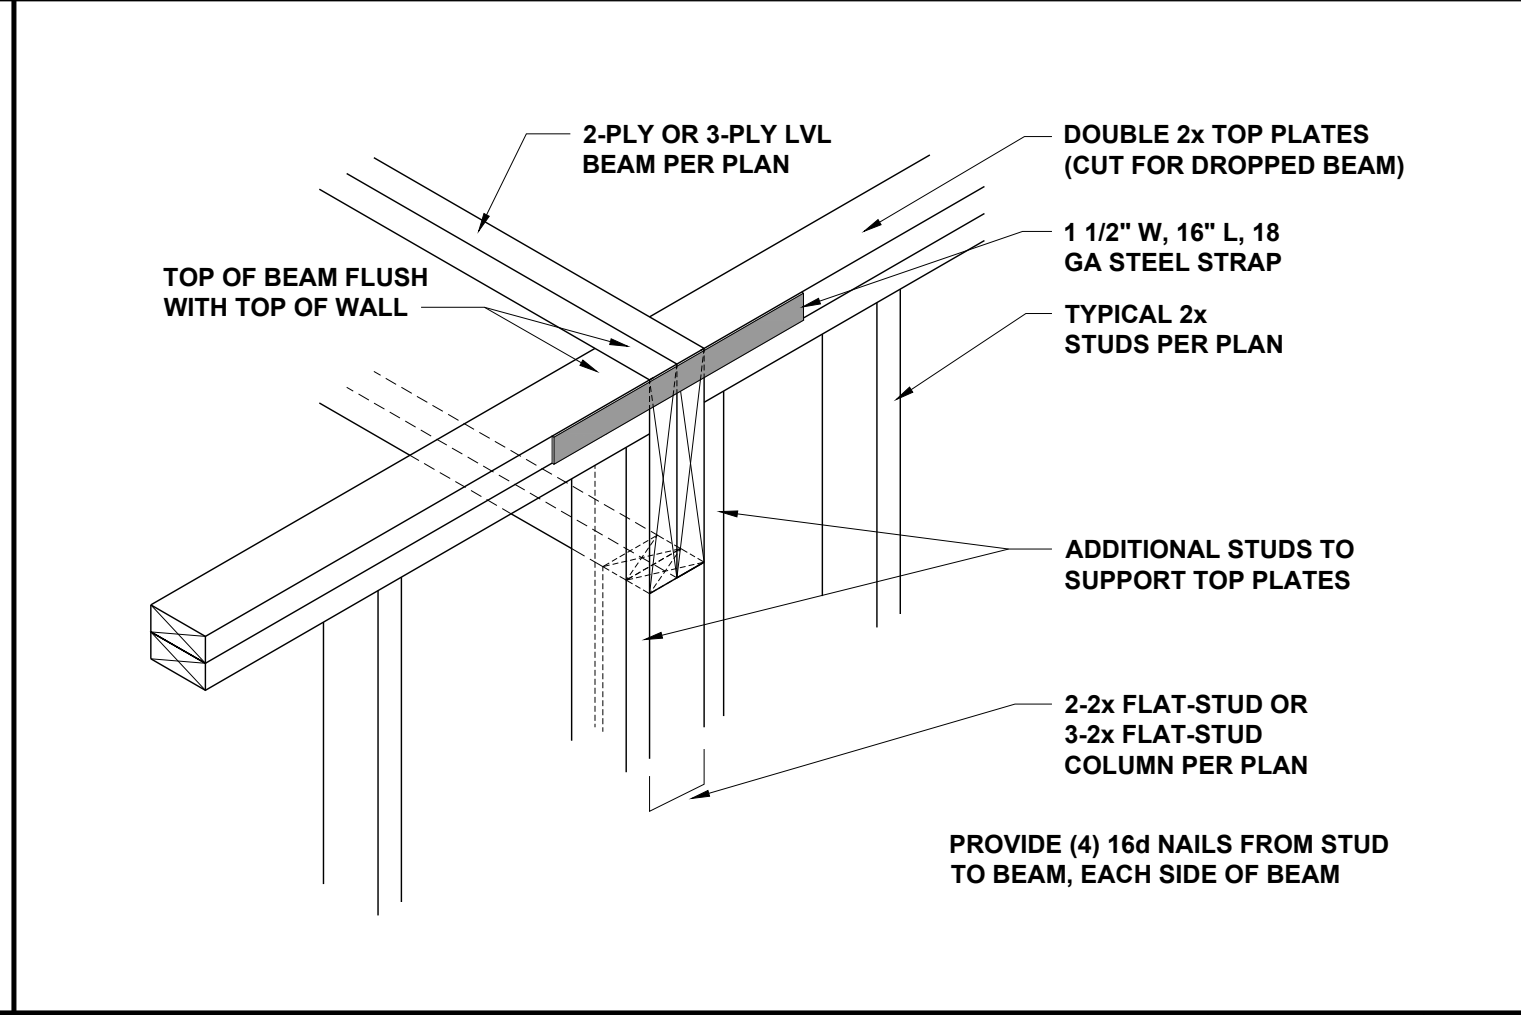 2-PLY OR 3-PLY LVL
BEAM PER PLAN
DOUBLE 2x TOP PLATES
(CUT FOR DROPPED BEAM)
1 1/2" W, 16" L, 18
GA STEEL STRAP
TOP OF BEAM FLUSH
WITH TOP OF WALL
TYPICAL 2x
STUDS PER PLAN
ADDITIONAL STUDS TO
SUPPORT TOP PLATES
2-2x FLAT-STUD OR
3-2x FLAT-STUD
COLUMN PER PLAN
PROVIDE (4) 16d NAILS FROM STUD
TO BEAM, EACH SIDE OF BEAM